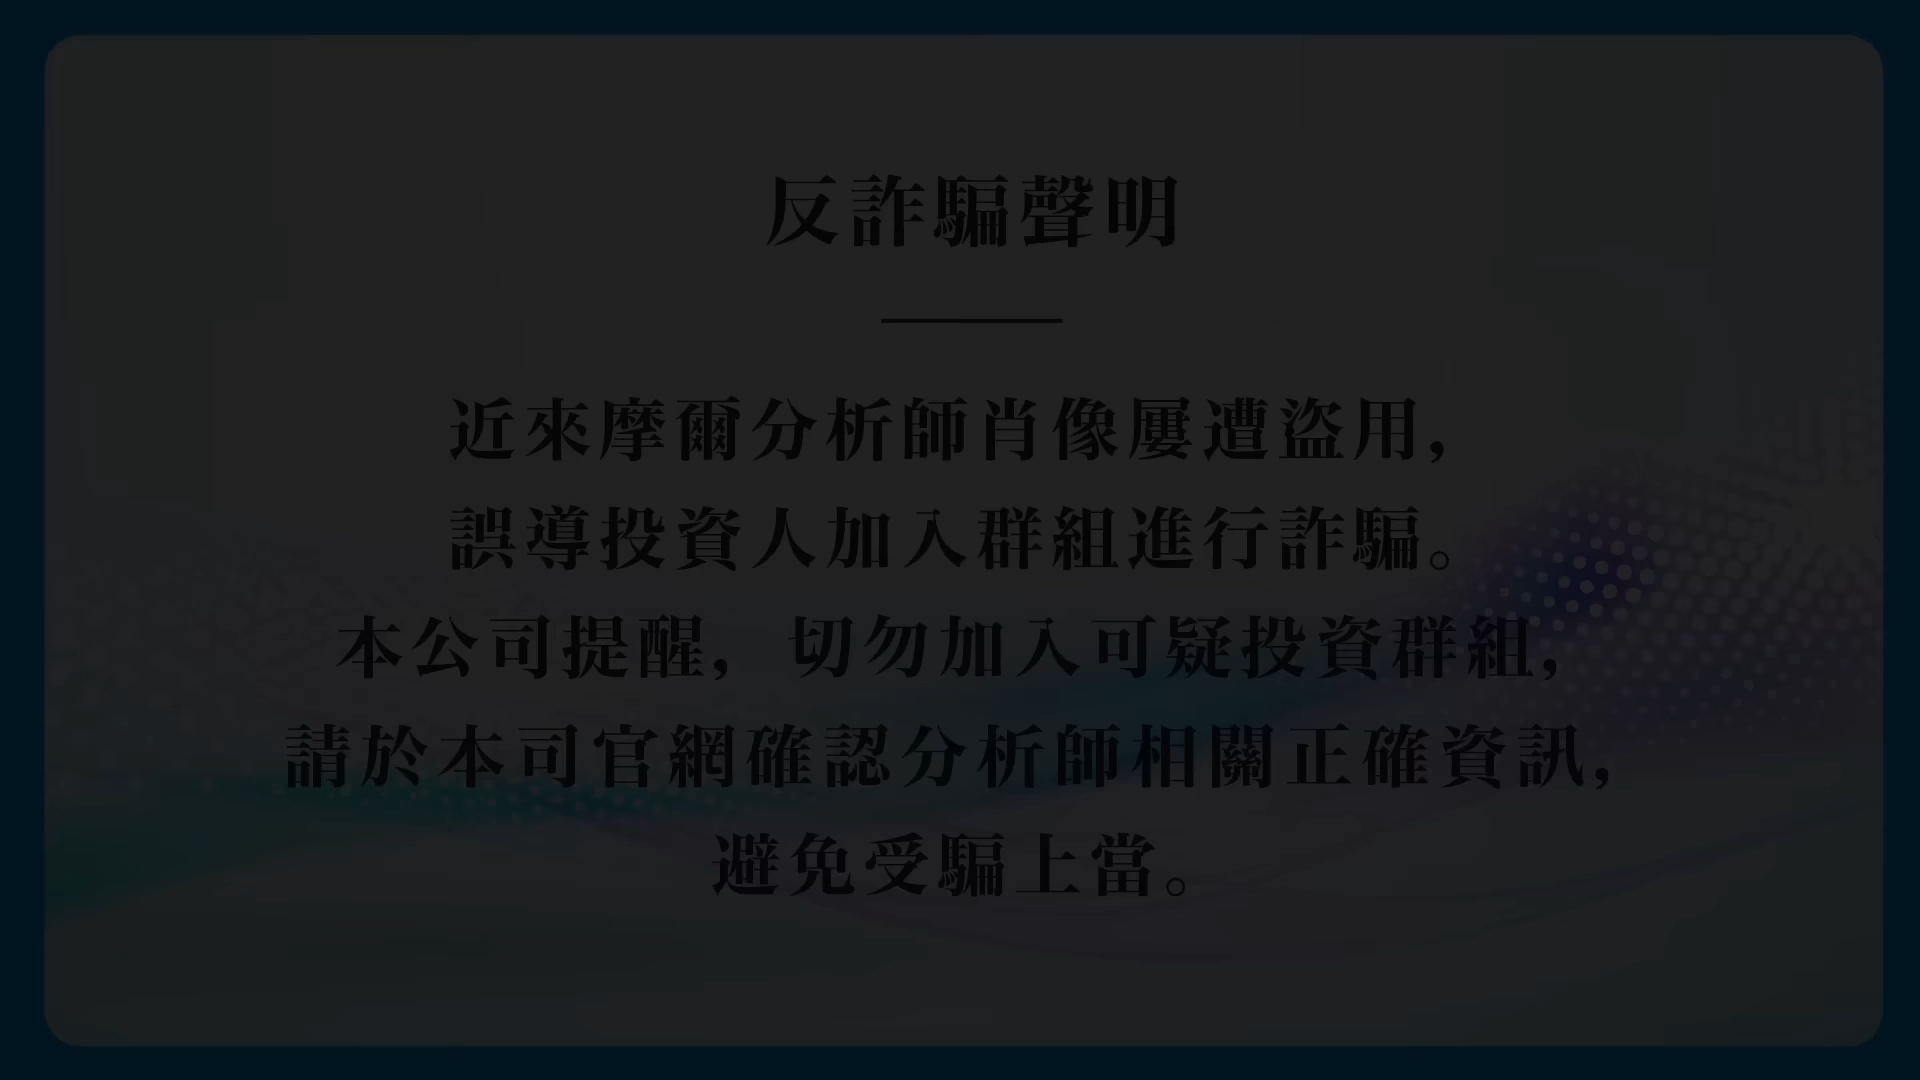 反詐騙聲明
近來摩爾分析師肖像屢遭盜用，
誤導投資人加入群組進行詐騙。
本公司提醒，切勿加入可疑投資群組，
請於本司官網確認分析師相關正確資訊，
避免受騙上當。